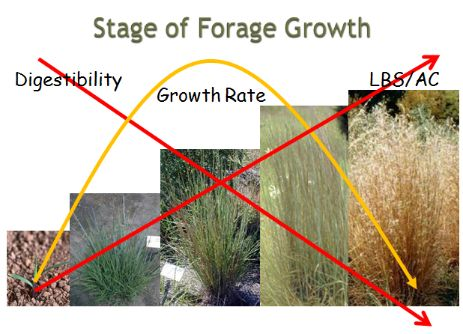 Stage of Forage Growth
Digestibility
Growth Rate
LBS/AC